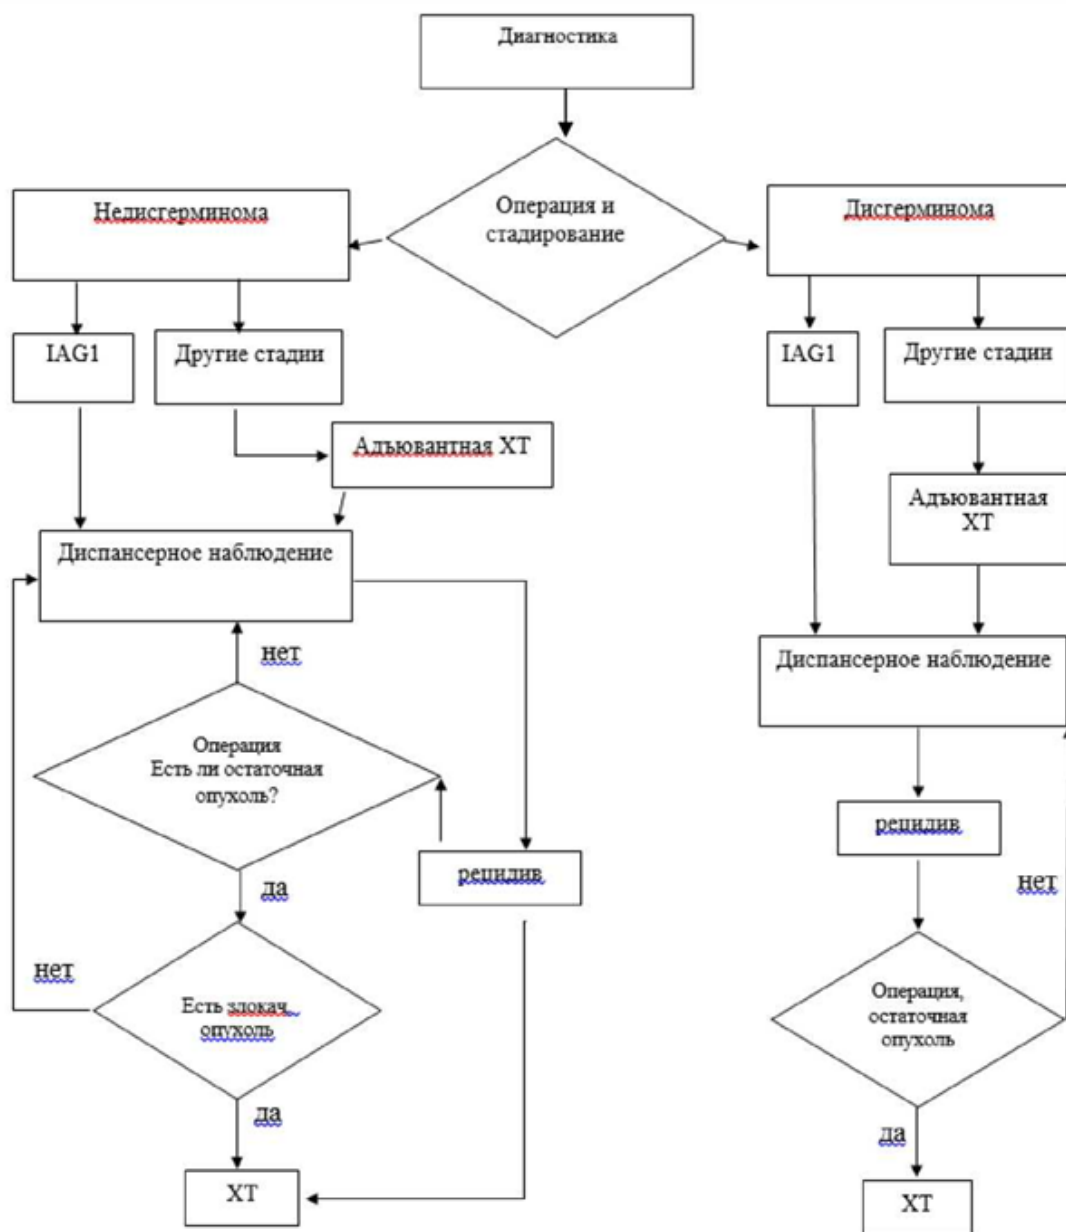 Диагностика
Операция и
стадирование
Недисгерминома
Дисгерминома
IAG1
Другие стадии
IAG1
Другие стадии
Адъювантная ХТ
Адъювантная
ХТ
Диспансерное наблюдение
Диспансерное наблюдение
нет
Операция
Есть ли остаточная
опухоль?
да
рецидив
рецидив
нет
нет
Есть злокач.
опухоль
Операция,
остаточная
опухоль
да
да
ХТ
ХТ